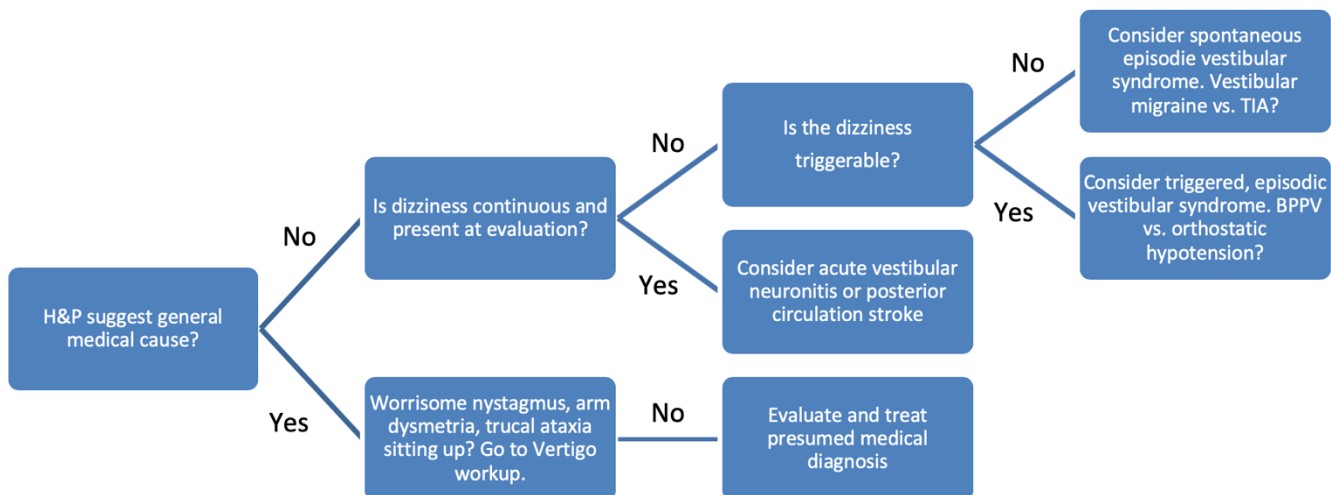 H&P suggest general
medical cause?
No
Yes
Is dizziness continuous and
present at evaluation?
Worrisome nystagmus, arm
dysmetria, trucal ataxia
sitting up? Go to Vertigo
workup.
No
Yes
No
Is the dizziness
triggerable?
Consider acute vestibular
neuronitis or posterior
circulation stroke
Evaluate and treat
presumed medical
diagnosis
No
Yes
Consider spontaneous
episodie vestibular
syndrome. Vestibular
migraine vs. TIA?
Consider triggered, episodic
vestibular syndrome. BPPV
vs. orthostatic
hypotension?